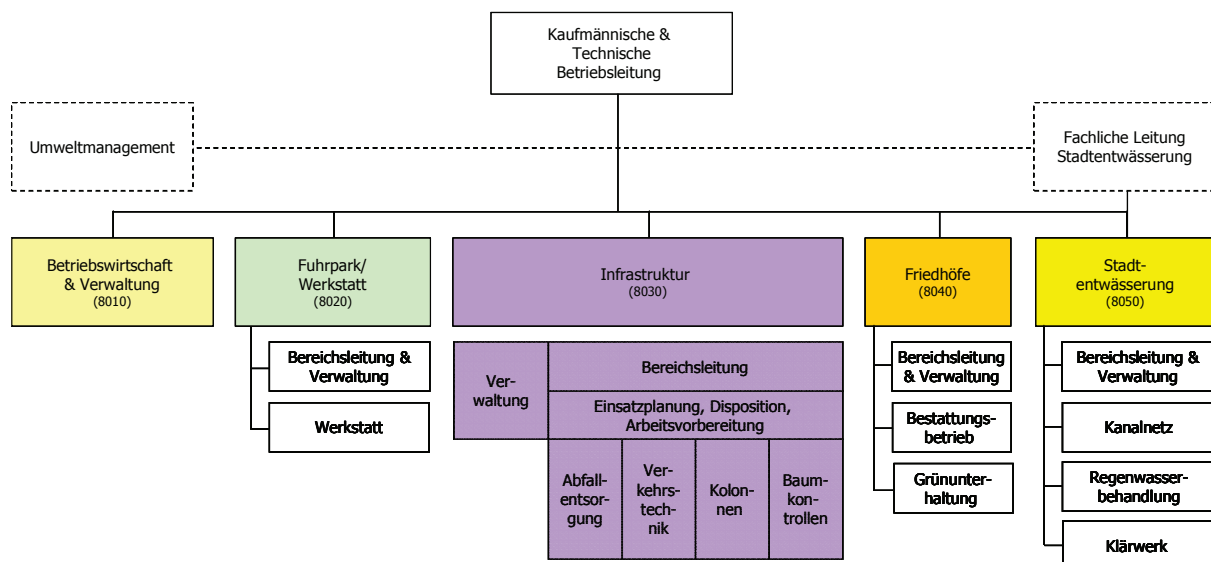 Kaufmännische &
Technische
Betriebsleitung
Umweltmanagement
Fachliche Leitung
Stadtentwässerung
Betriebswirtschaft
& Verwaltung
(8010)
Fuhrpark/
Werkstatt
(8020)
Infrastruktur
(8030)
Friedhöfe
(8040)
Stadt-
entwässerung
(8050)
Bereichsleitung &
Verwaltung
Werkstatt
Ver-
waltung
Bereichsleitung
Einsatzplanung, Disposition,
Arbeitsvorbereitung
Abfall-
entsor-
gung
Ver-
kehrs-
tech-
nik
Kolon-
nen
Baum-
kon-
trollen
Bereichsleitung
& Verwaltung
Bestattungs-
betrieb
Grünunter-
haltung
Bereichsleitung &
Verwaltung
Kanalnetz
Regenwasser-
behandlung
Klärwerk